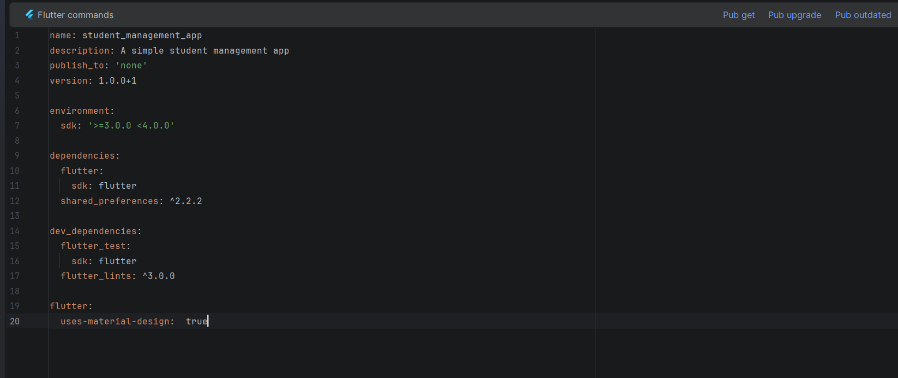 Flutter commands Pub get Pub upgrade Pub outdated
1 name: student_management_app
2 description: A simple student management app
3 publish_to: 'none'
4 version: 1.0.0+1
5
6 environment:
7   sdk: '>=3.0.0 <4.0.0'
8
9 dependencies:
10   flutter:
11     sdk: flutter
12   shared_preferences: ^2.2.2
13
14 dev_dependencies:
15   flutter_test:
16     sdk: flutter
17   flutter_lints: ^3.0.0
18
19 flutter:
20   uses-material-design:  true